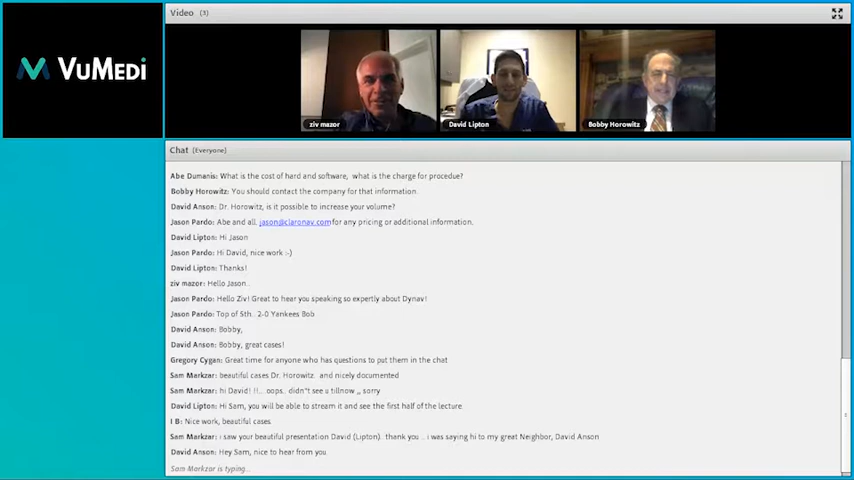 VUMEDI
Video (3)
ziv mazor
David Lipton
Bobby Horowitz
Chat (Everyone)
Abe Dumanis: What is the cost of hard and software, what is the charge for procedue?
Bobby Horowitz: You should contact the company for that information.
David Anson: Dr. Horowitz, is it possible to increase your volume?
Jason Pardo: Abe and all, jason@claronav.com for any pricing or additional information.
David Lipton: Hi Jason
Jason Pardo: Hi David, nice work :-)
David Lipton: Thanks!
ziv mazor: Hello Jason..
Jason Pardo: Hello Ziv! Great to hear you speaking so expertly about Dynav!
Jason Pardo: Top of 5th.. 2-0 Yankees Bob
David Anson: Bobby,
David Anson: Bobby, great cases!
Gregory Cygan: Great time for anyone who has questions to put them in the chat
Sam Markzar: beautiful cases Dr. Horowitz.. and nicely documented
Sam Markzar: hi David! !!... oops.. didn"t see u tillnow ,, sorry
David Lipton: Hi Sam, you will be able to stream it and see the first half of the lecture.
I B: Nice work, beautiful cases.
Sam Markzar: i saw your beautiful presentation David (Lipton). thank you .. i was saying hi to my great Neighbor, David Anson
David Anson: Hey Sam, nice to hear from you
Sam Markzar is typing...